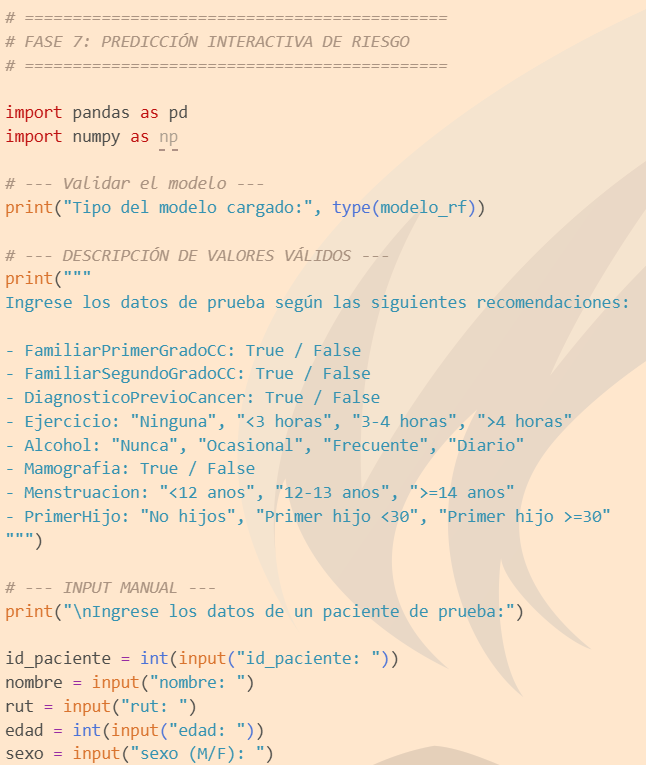 # ============================================
# FASE 7: PREDICCIÓN INTERACTIVA DE RIESGO
# ============================================
import pandas as pd
import numpy as np
# --- Validar el modelo ---
print("Tipo del modelo cargado:", type(modelo_rf))
# --- DESCRIPCIÓN DE VALORES VÁLIDOS ---
print("""
Ingrese los datos de prueba según las siguientes recomendaciones:
- FamiliarPrimerGradoCC: True / False
- FamiliarSegundoGradoCC: True / False
- DiagnosticoPrevioCancer: True / False
- Ejercicio: "Ninguna", "<3 horas", "3-4 horas", ">4 horas"
- Alcohol: "Nunca", "Ocasional", "Frecuente", "Diario"
- Mamografia: True / False
- Menstruacion: "<12 anos", "12-13 anos", ">=14 anos"
- PrimerHijo: "No hijos", "Primer hijo <30", "Primer hijo >=30"
""")
# --- INPUT MANUAL ---
print("\nIngrese los datos de un paciente de prueba:")
id_paciente = int(input("id_paciente: "))
nombre = input("nombre: ")
rut = input("rut: ")
edad = int(input("edad: "))
sexo = input("sexo (M/F): ")